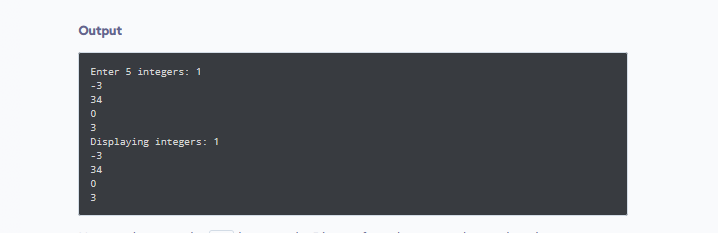 Output
Enter 5 integers: 1
-3
34
0
3
Displaying integers: 1
-3
34
0
3